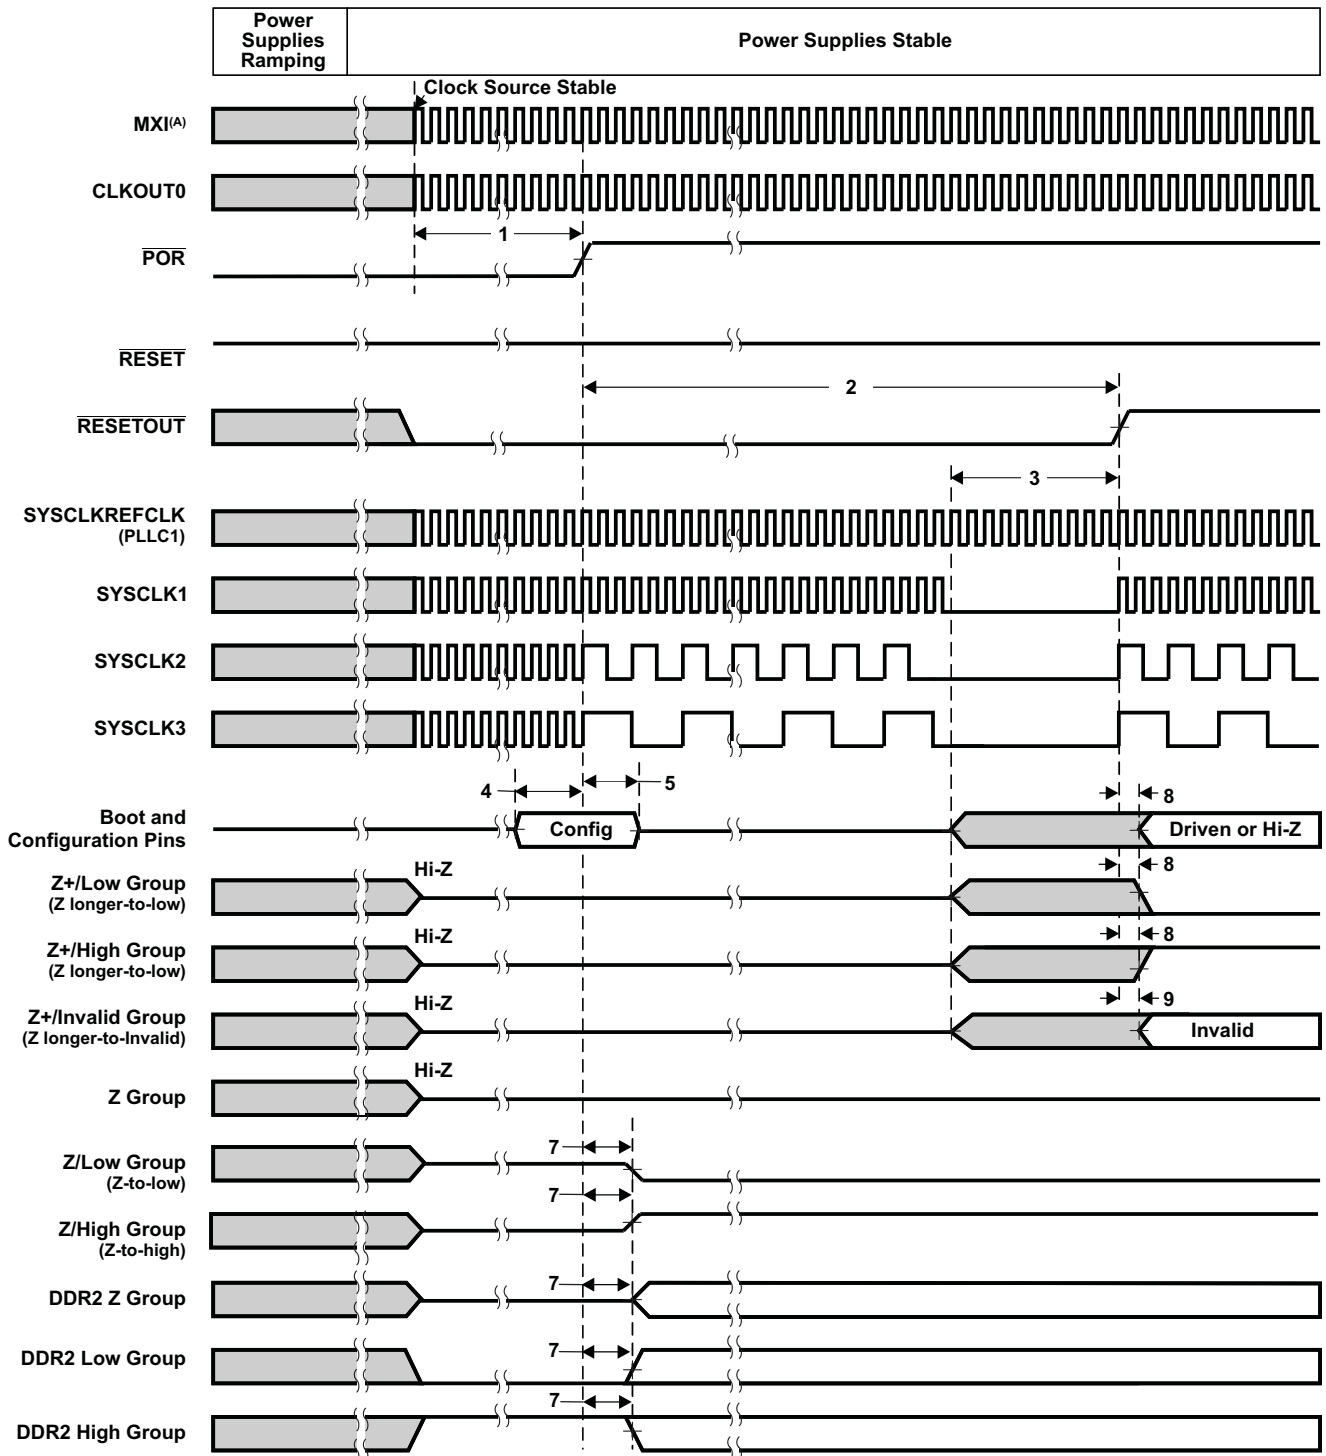 Power
Supplies
Ramping
Power Supplies Stable
Clock Source Stable
MXI(A)
CLKOUT0
1
POR
RESET
2
RESETOUT
3
SYSCLKREFCLK
(PLLC1)
SYSCLK1
SYSCLK2
SYSCLK3
4
5
8
Boot and
Configuration Pins
Config
Driven or Hi-Z
8
Hi-Z
Z+/Low Group
(Z longer-to-low)
8
Hi-Z
Z+/High Group
(Z longer-to-low)
9
Hi-Z
Z+/Invalid Group
(Z longer-to-Invalid)
Invalid
Hi-Z
Z Group
7
Z/Low Group
(Z-to-low)
7
Z/High Group
(Z-to-high)
7
DDR2 Z Group
7
DDR2 Low Group
7
DDR2 High Group